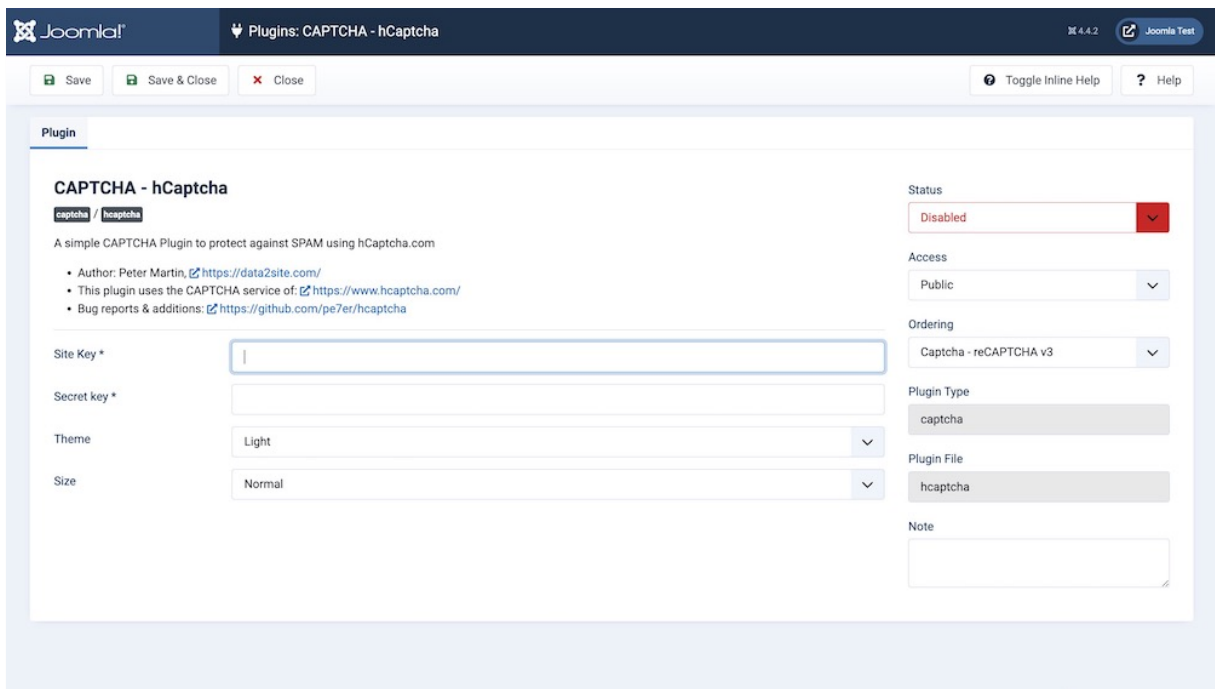 Joomla!®
Plugins: CAPTCHA - hCaptcha
4.4.2
Joomla Test
Save
Save & Close
Close
Toggle Inline Help
? Help
Plugin
CAPTCHA - hCaptcha
captcha / hcaptcha
A simple CAPTCHA Plugin to protect against SPAM using hCaptcha.com
• Author: Peter Martin, https://data2site.com/
• This plugin uses the CAPTCHA service of: https://www.hcaptcha.com/
• Bug reports & additions: https://github.com/pe7er/hcaptcha
Site Key *
Secret key *
Theme
Light
Size
Normal
Status
Disabled
Access
Public
Ordering
Captcha - reCAPTCHA v3
Plugin Type
captcha
Plugin File
hcaptcha
Note